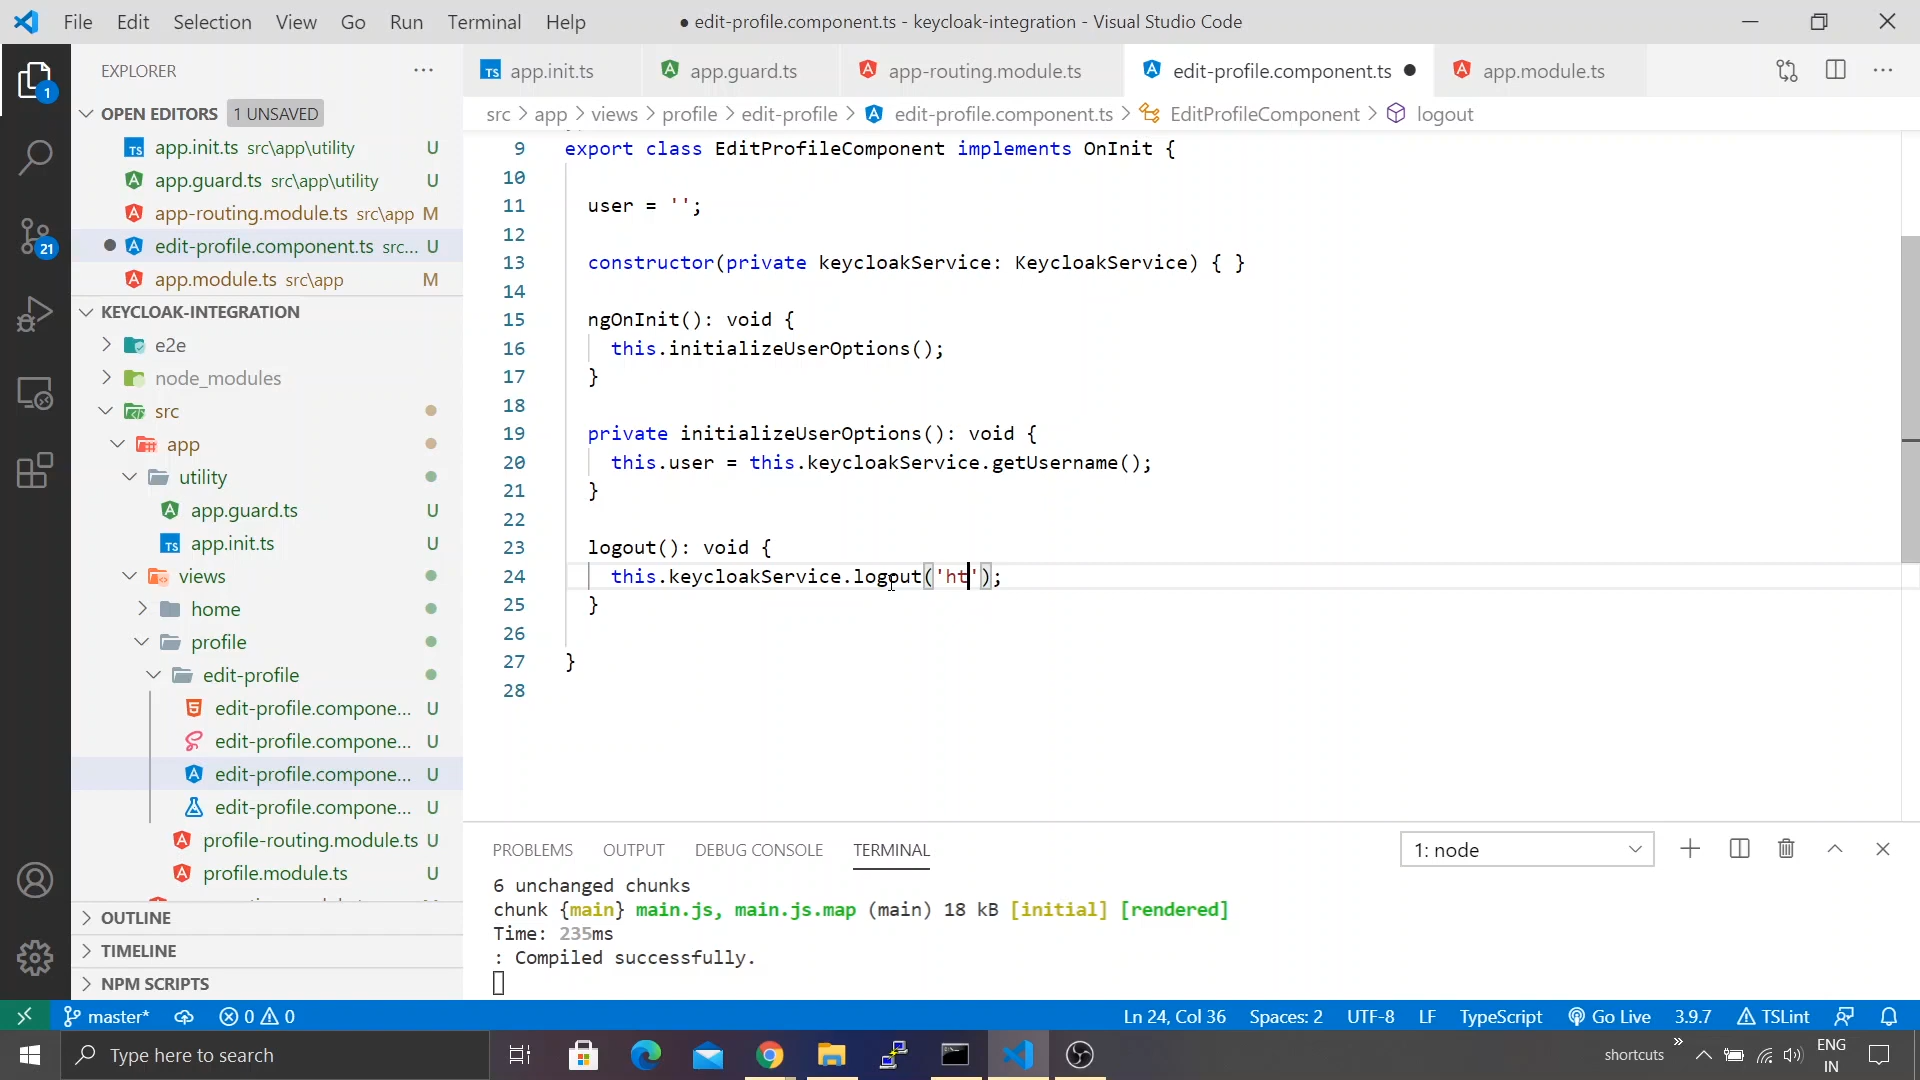 File Edit Selection View Go Run Terminal Help
● edit-profile.component.ts - keycloak-integration - Visual Studio Code
EXPLORER
OPEN EDITORS 1 UNSAVED
TS app.init.ts src\app\utility U
app.guard.ts src\app\utility U
app-routing.module.ts src\app M
edit-profile.component.ts src... U
app.module.ts src\app M
KEYCLOAK-INTEGRATION
e2e
node_modules
src
app
utility
app.guard.ts U
TS app.init.ts U
views
home
profile
edit-profile
edit-profile.compone... U
edit-profile.compone... U
edit-profile.compone... U
edit-profile.compone... U
profile-routing.module.ts U
profile.module.ts U
OUTLINE
TIMELINE
NPM SCRIPTS
1
21
TS app.init.ts
app.guard.ts
app-routing.module.ts
edit-profile.component.ts
app.module.ts
src > app > views > profile > edit-profile > edit-profile.component.ts > EditProfileComponent > logout
9 export class EditProfileComponent implements OnInit {
10
11 user = '';
12
13 constructor(private keycloakService: KeycloakService) { }
14
15 ngOnInit(): void {
16 this.initializeUserOptions();
17 }
18
19 private initializeUserOptions(): void {
20 this.user = this.keycloakService.getUsername();
21 }
22
23 logout(): void {
24 this.keycloakService.logout('ht');
25 }
26
27 }
28
PROBLEMS OUTPUT DEBUG CONSOLE TERMINAL
1: node
6 unchanged chunks
chunk {main} main.js, main.js.map (main) 18 kB [initial] [rendered]
Time: 235ms
: Compiled successfully.
master* 0 0
Ln 24, Col 36 Spaces: 2 UTF-8 LF TypeScript Go Live 3.9.7 TSLint
Type here to search
shortcuts
ENG
IN